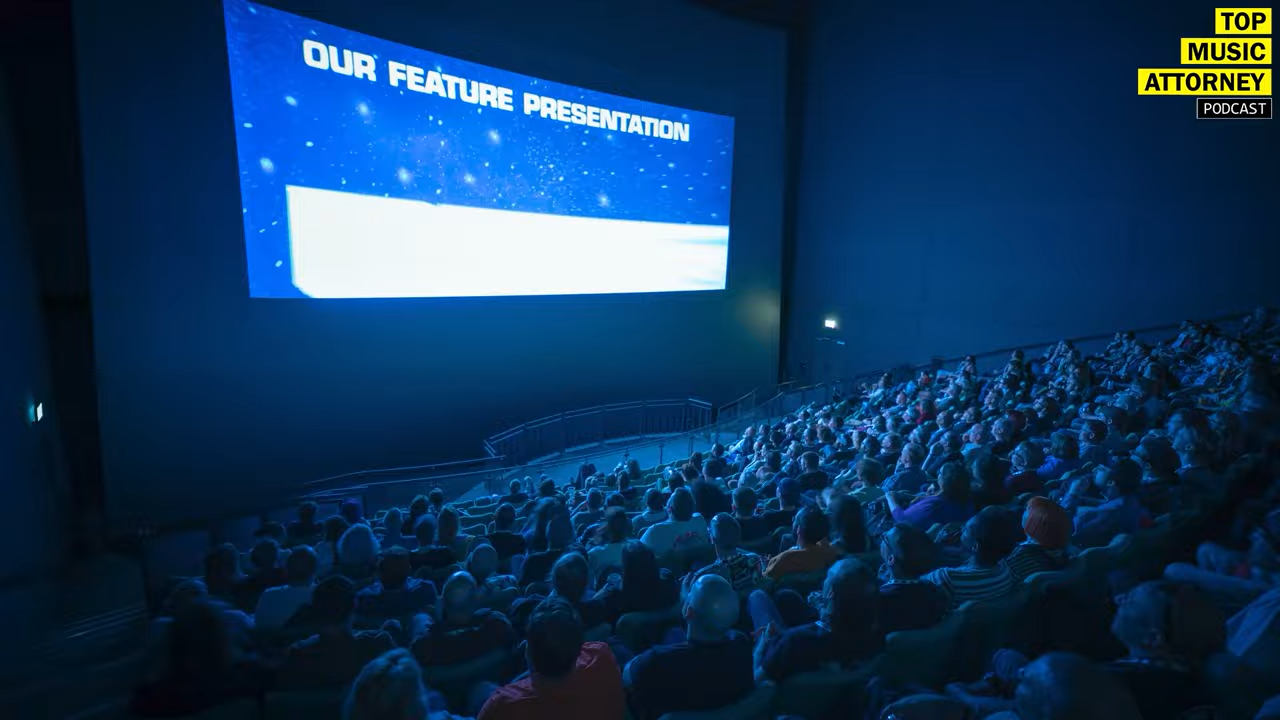 OUR FEATURE PRESENTATION
TOP
MUSIC
ATTORNEY
PODCAST